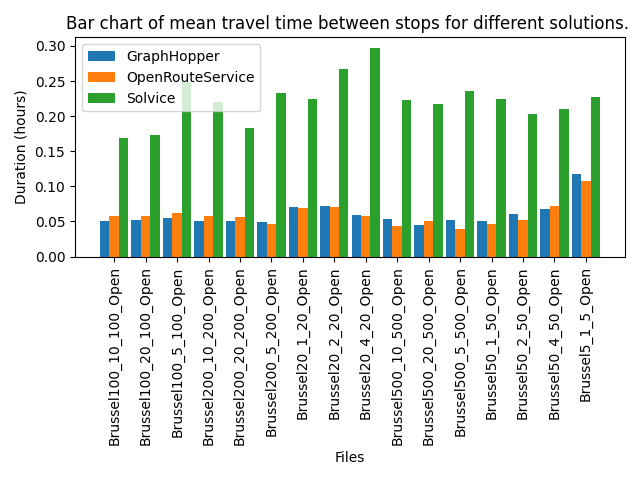 Bar chart of mean travel time between stops for different solutions.
GraphHopper
OpenRouteService
Solvice
Duration (hours)
0.30
0.25
0.20
0.15
0.10
0.05
0.00
Brussel100_10_100_Open
Brussel100_20_100_Open
Brussel100_5_100_Open
Brussel200_10_200_Open
Brussel200_20_200_Open
Brussel200_5_200_Open
Brussel20_1_20_Open
Brussel20_2_20_Open
Brussel20_4_20_Open
Brussel500_10_500_Open
Brussel500_20_500_Open
Brussel500_5_500_Open
Brussel50_1_50_Open
Brussel50_2_50_Open
Brussel50_4_50_Open
Brussel5_1_5_Open
Files